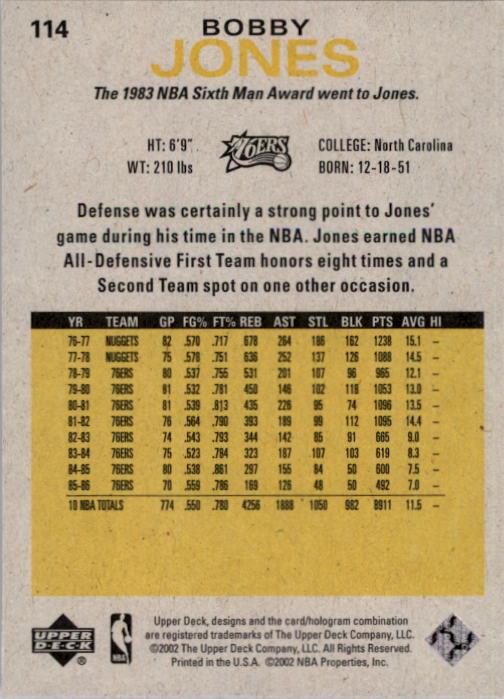 114
BOBBY
JONES
The 1983 NBA Sixth Man Award went to Jones.
HT: 6'9"
WT: 210 lbs
76ERS
COLLEGE: North Carolina
BORN: 12-18-51
Defense was certainly a strong point to Jones'
game during his time in the NBA. Jones earned NBA
All-Defensive First Team honors eight times and a
Second Team spot on one other occasion.
YR TEAM GP FG% FT% REB AST STL BLK PTS AVG HI
76-77 NUGGETS 82 .570 .717 678 264 186 162 1238 15.1 –
77-78 NUGGETS 75 .578 .751 636 252 137 126 1088 14.5 –
78-79 76ERS 80 .537 .755 531 201 107 96 965 12.1 –
79-80 76ERS 81 .532 .781 450 146 102 118 1053 13.0 –
80-81 76ERS 81 .539 .813 435 226 95 74 1096 13.5 –
81-82 76ERS 76 .564 .790 393 189 99 112 1095 14.4 –
82-83 76ERS 74 .543 .793 344 142 85 91 665 9.0 –
83-84 76ERS 75 .523 .784 323 187 107 103 619 8.3 –
84-85 76ERS 80 .538 .861 297 155 84 50 600 7.5 –
85-86 76ERS 70 .559 .786 169 126 48 50 492 7.0 –
10 NBA TOTALS 774 .550 .780 4256 1888 1050 982 8911 11.5 –
UPPER
DECK
®
NBA
Upper Deck, designs and the card/hologram combination
are registered trademarks of The Upper Deck Company, LLC.
©2002 The Upper Deck Company, LLC. All Rights Reserved.
Printed in the U.S.A. ©2002 NBA Properties, Inc.